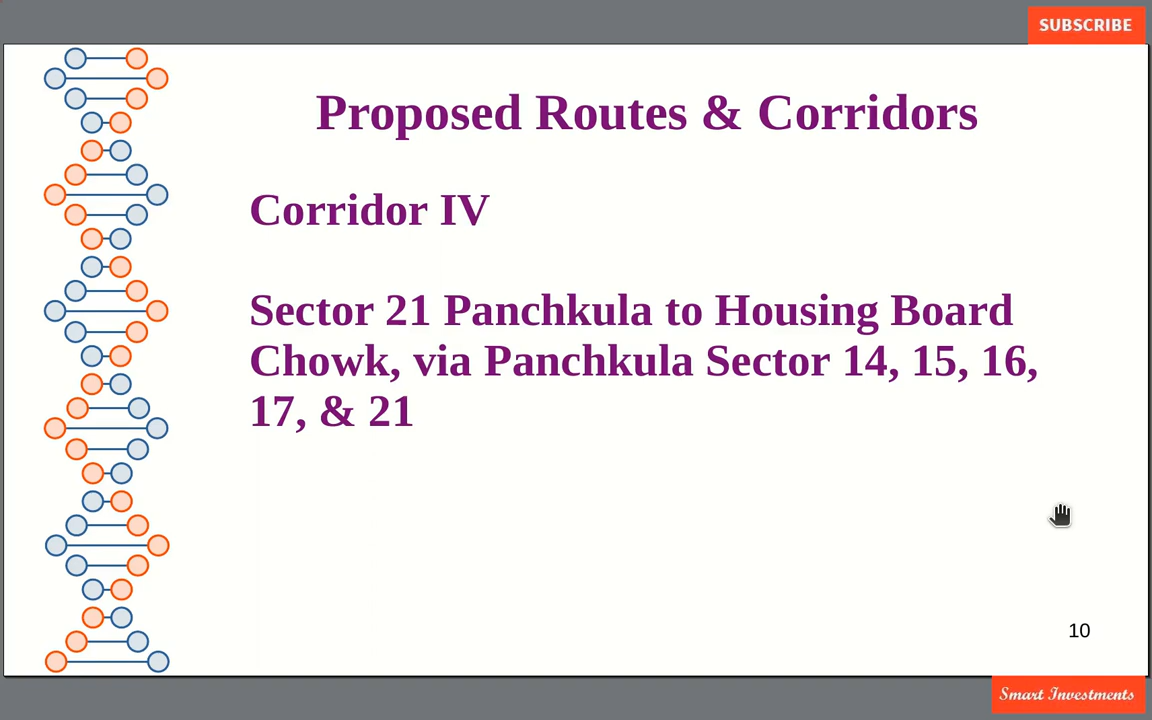 SUBSCRIBE
Proposed Routes & Corridors
Corridor IV
Sector 21 Panchkula to Housing Board
Chowk, via Panchkula Sector 14, 15, 16,
17, & 21
10
Smart Investments